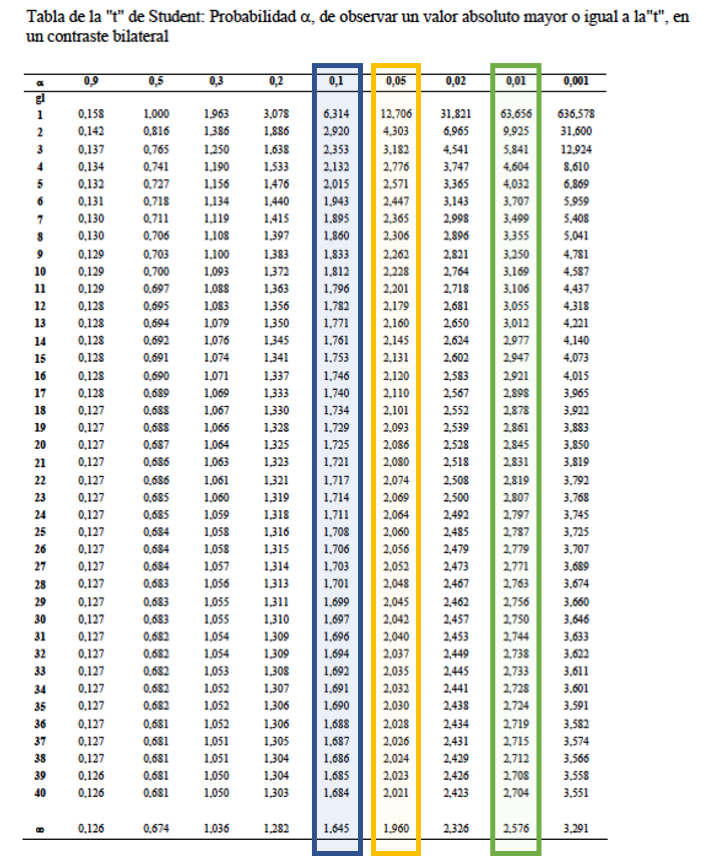 Tabla de la "t" de Student: Probabilidad α, de observar un valor absoluto mayor o igual a la"t", en
un contraste bilateral
α 0,9 0,5 0,3 0,2 0,1 0,05 0,02 0,01 0,001
gl
1 0,158 1,000 1,963 3,078 6,314 12,706 31,821 63,656 636,578
2 0,142 0,816 1,386 1,886 2,920 4,303 6,965 9,925 31,600
3 0,137 0,765 1,250 1,638 2,353 3,182 4,541 5,841 12,924
4 0,134 0,741 1,190 1,533 2,132 2,776 3,747 4,604 8,610
5 0,132 0,727 1,156 1,476 2,015 2,571 3,365 4,032 6,869
6 0,131 0,718 1,134 1,440 1,943 2,447 3,143 3,707 5,959
7 0,130 0,711 1,119 1,415 1,895 2,365 2,998 3,499 5,408
8 0,130 0,706 1,108 1,397 1,860 2,306 2,896 3,355 5,041
9 0,129 0,703 1,100 1,383 1,833 2,262 2,821 3,250 4,781
10 0,129 0,700 1,093 1,372 1,812 2,228 2,764 3,169 4,587
11 0,129 0,697 1,088 1,363 1,796 2,201 2,718 3,106 4,437
12 0,128 0,695 1,083 1,356 1,782 2,179 2,681 3,055 4,318
13 0,128 0,694 1,079 1,350 1,771 2,160 2,650 3,012 4,221
14 0,128 0,692 1,076 1,345 1,761 2,145 2,624 2,977 4,140
15 0,128 0,691 1,074 1,341 1,753 2,131 2,602 2,947 4,073
16 0,128 0,690 1,071 1,337 1,746 2,120 2,583 2,921 4,015
17 0,128 0,689 1,069 1,333 1,740 2,110 2,567 2,898 3,965
18 0,127 0,688 1,067 1,330 1,734 2,101 2,552 2,878 3,922
19 0,127 0,688 1,066 1,328 1,729 2,093 2,539 2,861 3,883
20 0,127 0,687 1,064 1,325 1,725 2,086 2,528 2,845 3,850
21 0,127 0,686 1,063 1,323 1,721 2,080 2,518 2,831 3,819
22 0,127 0,686 1,061 1,321 1,717 2,074 2,508 2,819 3,792
23 0,127 0,685 1,060 1,319 1,714 2,069 2,500 2,807 3,768
24 0,127 0,685 1,059 1,318 1,711 2,064 2,492 2,797 3,745
25 0,127 0,684 1,058 1,316 1,708 2,060 2,485 2,787 3,725
26 0,127 0,684 1,058 1,315 1,706 2,056 2,479 2,779 3,707
27 0,127 0,684 1,057 1,314 1,703 2,052 2,473 2,771 3,689
28 0,127 0,683 1,056 1,313 1,701 2,048 2,467 2,763 3,674
29 0,127 0,683 1,055 1,311 1,699 2,045 2,462 2,756 3,660
30 0,127 0,683 1,055 1,310 1,697 2,042 2,457 2,750 3,646
31 0,127 0,682 1,054 1,309 1,696 2,040 2,453 2,744 3,633
32 0,127 0,682 1,054 1,309 1,694 2,037 2,449 2,738 3,622
33 0,127 0,682 1,053 1,308 1,692 2,035 2,445 2,733 3,611
34 0,127 0,682 1,052 1,307 1,691 2,032 2,441 2,728 3,601
35 0,127 0,682 1,052 1,306 1,690 2,030 2,438 2,724 3,591
36 0,127 0,681 1,052 1,306 1,688 2,028 2,434 2,719 3,582
37 0,127 0,681 1,051 1,305 1,687 2,026 2,431 2,715 3,574
38 0,127 0,681 1,051 1,304 1,686 2,024 2,429 2,712 3,566
39 0,126 0,681 1,050 1,304 1,685 2,023 2,426 2,708 3,558
40 0,126 0,681 1,050 1,303 1,684 2,021 2,423 2,704 3,551
∞ 0,126 0,674 1,036 1,282 1,645 1,960 2,326 2,576 3,291